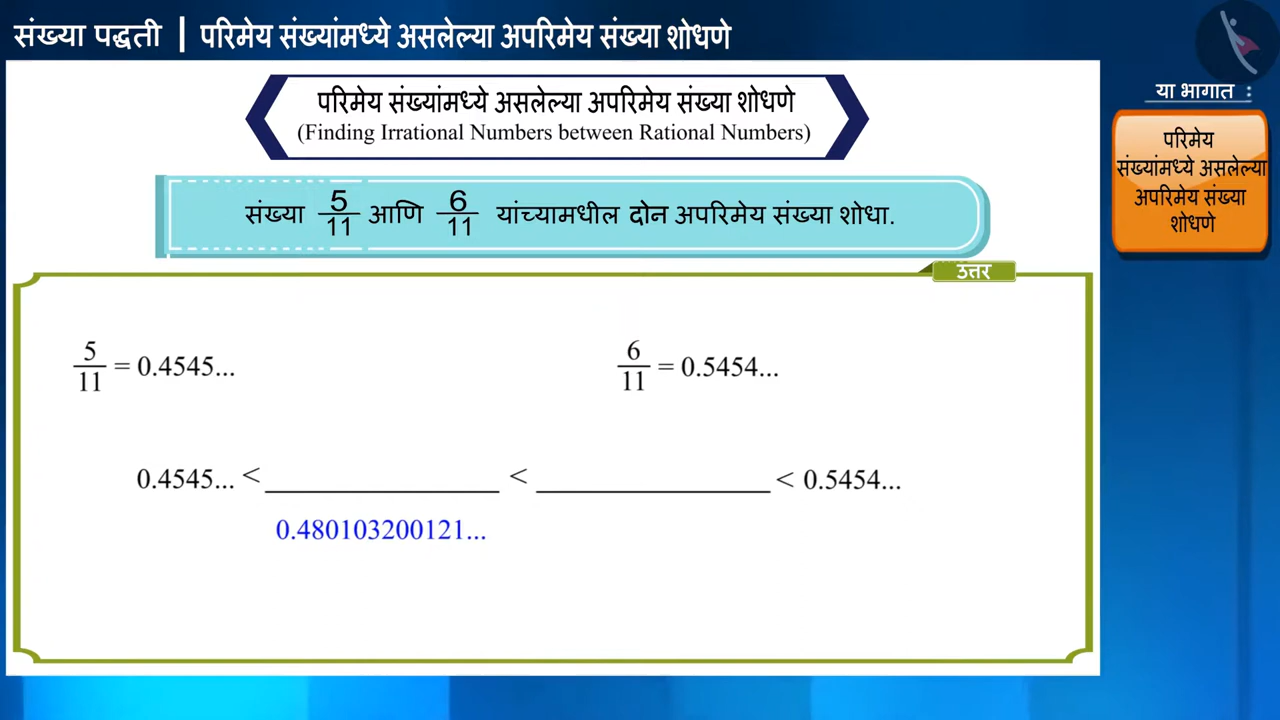 संख्या पद्धती | परिमेय संख्यांमध्ये असलेल्या अपरिमेय संख्या शोधणे
परिमेय संख्यांमध्ये असलेल्या अपरिमेय संख्या शोधणे
(Finding Irrational Numbers between Rational Numbers)
या भागात :
परिमेय
संख्यांमध्ये असलेल्या
अपरिमेय संख्या
शोधणे
संख्या 5/11 आणि 6/11 यांच्यामधील दोन अपरिमेय संख्या शोधा.
उत्तर
5/11 = 0.4545... 6/11 = 0.5454...
0.4545... < __________ < __________ < 0.5454...
0.480103200121...